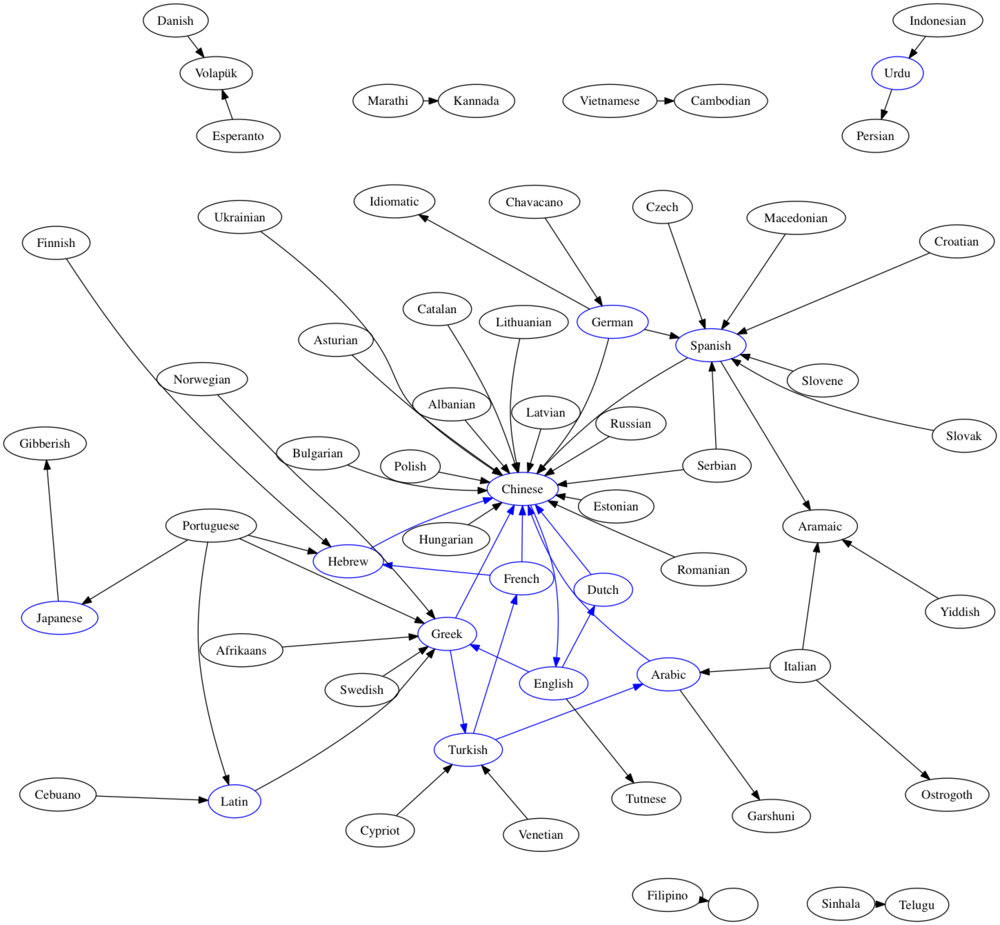 Danish
Indonesian
Volapük
Urdu
Marathi
Kannada
Vietnamese
Cambodian
Esperanto
Persian
Idiomatic
Chavacano
Czech
Ukrainian
Macedonian
Finnish
Croatian
Catalan
Lithuanian
German
Asturian
Spanish
Norwegian
Slovene
Albanian
Latvian
Russian
Gibberish
Slovak
Bulgarian
Polish
Serbian
Chinese
Estonian
Portuguese
Aramaic
Hungarian
Hebrew
Romanian
French
Dutch
Japanese
Yiddish
Greek
Afrikaans
Italian
Arabic
English
Swedish
Turkish
Cebuano
Latin
Tutnese
Ostrogoth
Garshuni
Cypriot
Venetian
Filipino
Sinhala
Telugu